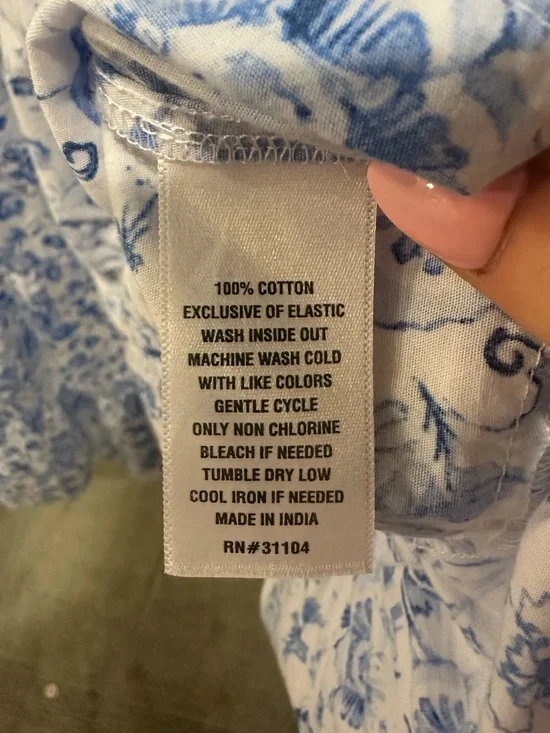 100% COTTON
EXCLUSIVE OF ELASTIC
WASH INSIDE OUT
MACHINE WASH COLD
WITH LIKE COLORS
GENTLE CYCLE
ONLY NON CHLORINE
BLEACH IF NEEDED
TUMBLE DRY LOW
COOL IRON IF NEEDED
MADE IN INDIA
RN#31104